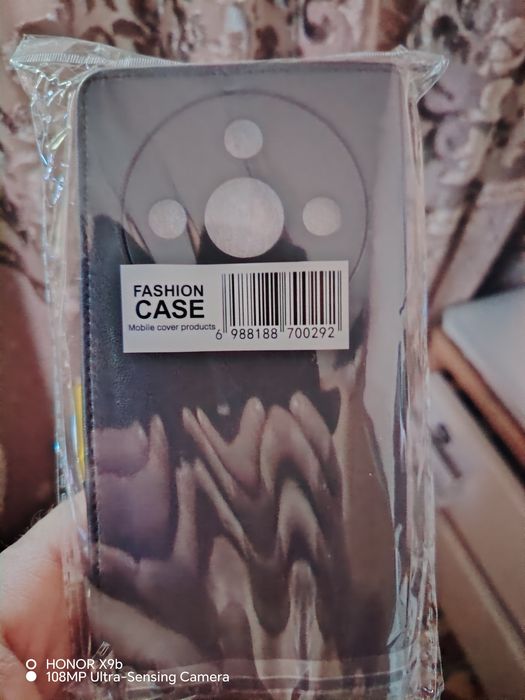 FASHION
CASE
Mobile cover products
6 988188 700292
HONOR X9b
108MP Ultra-Sensing Camera